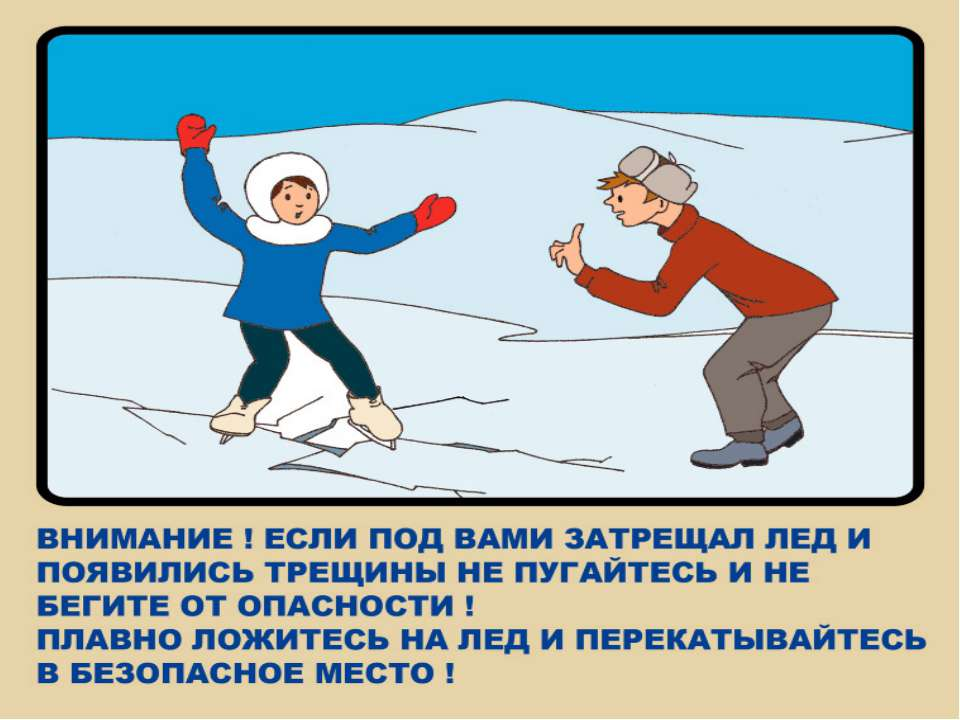 ВНИМАНИЕ ! ЕСЛИ ПОД ВАМИ ЗАТРЕЩАЛ ЛЕД И
ПОЯВИЛИСЬ ТРЕЩИНЫ НЕ ПУГАЙТЕСЬ И НЕ
БЕГИТЕ ОТ ОПАСНОСТИ !
ПЛАВНО ЛОЖИТЕСЬ НА ЛЕД И ПЕРЕКАТЫВАЙТЕСЬ
В БЕЗОПАСНОЕ МЕСТО !